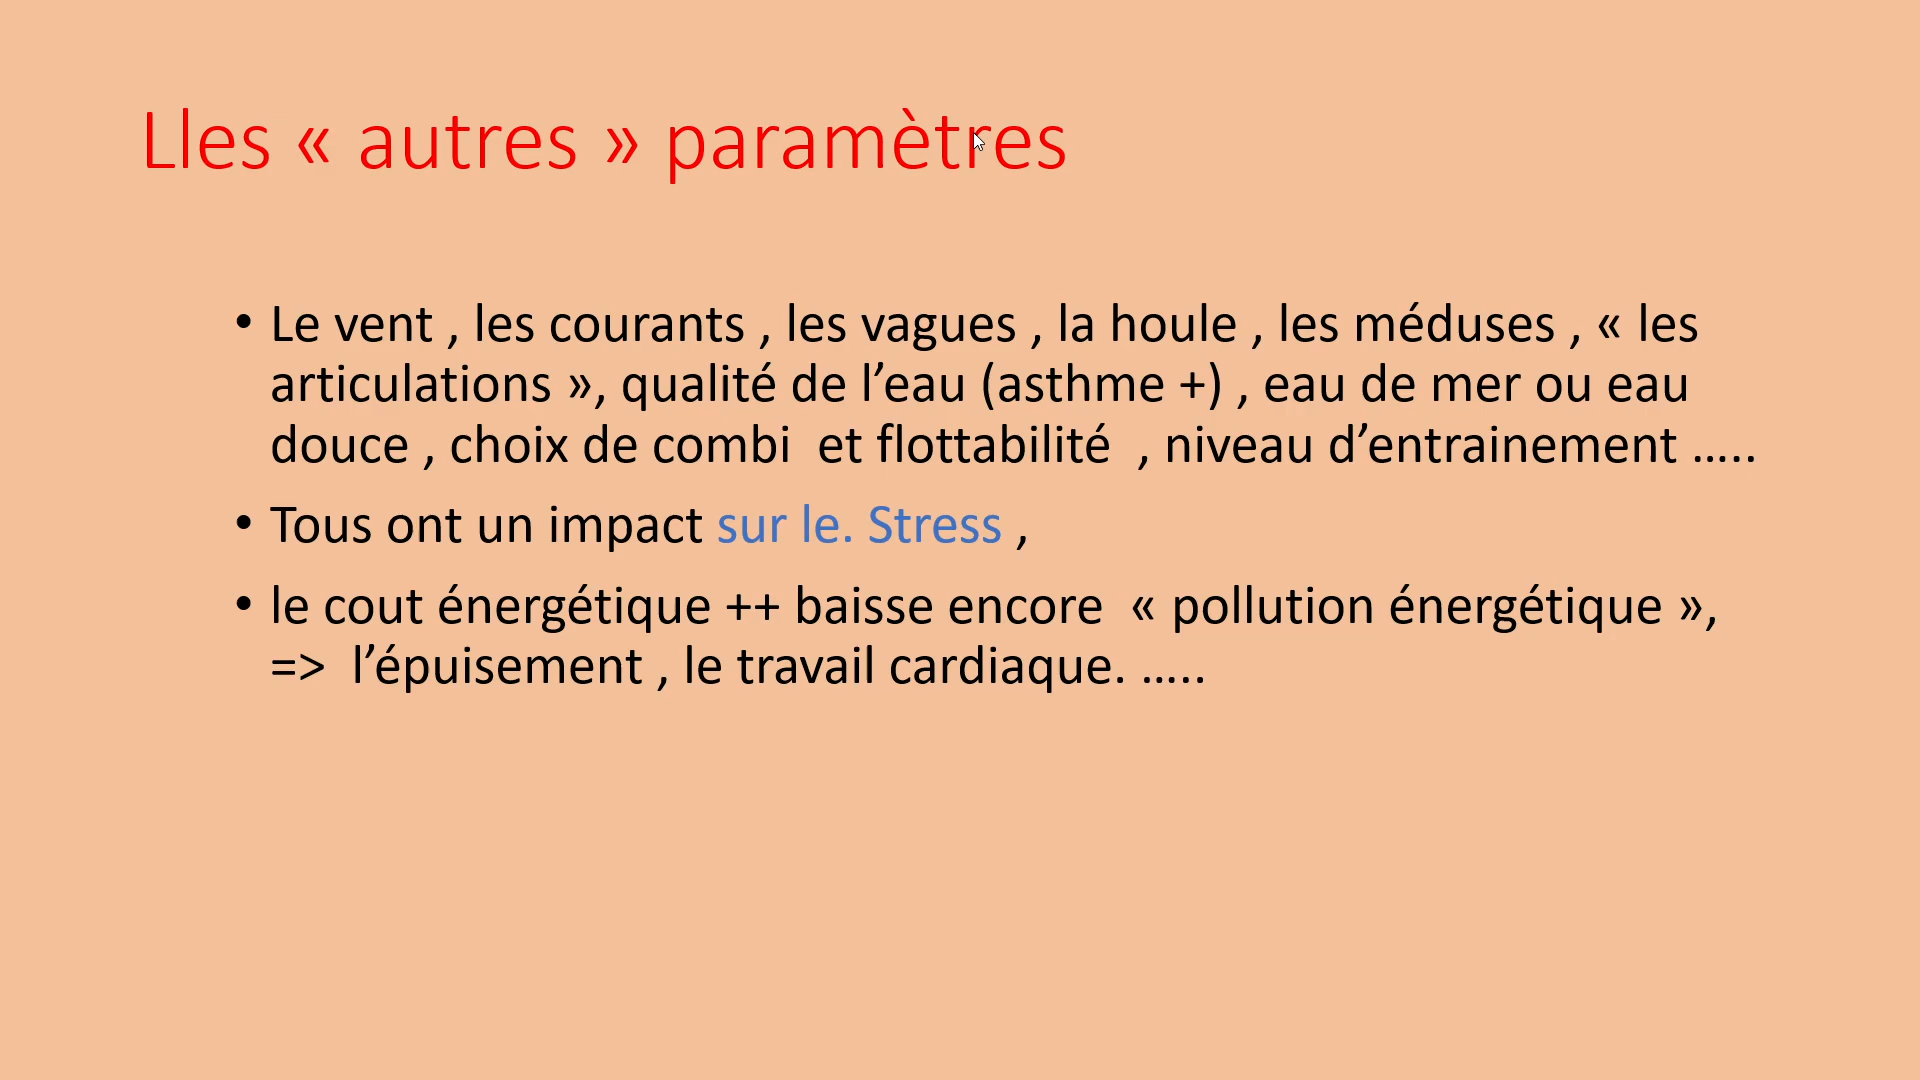 Lles « autres » paramètres
• Le vent , les courants , les vagues , la houle , les méduses , « les
articulations », qualité de l’eau (asthme +) , eau de mer ou eau
douce , choix de combi  et flottabilité  , niveau d’entrainement …..
• Tous ont un impact sur le. Stress ,
• le cout énergétique ++ baisse encore  « pollution énergétique »,
=>  l’épuisement , le travail cardiaque. …..